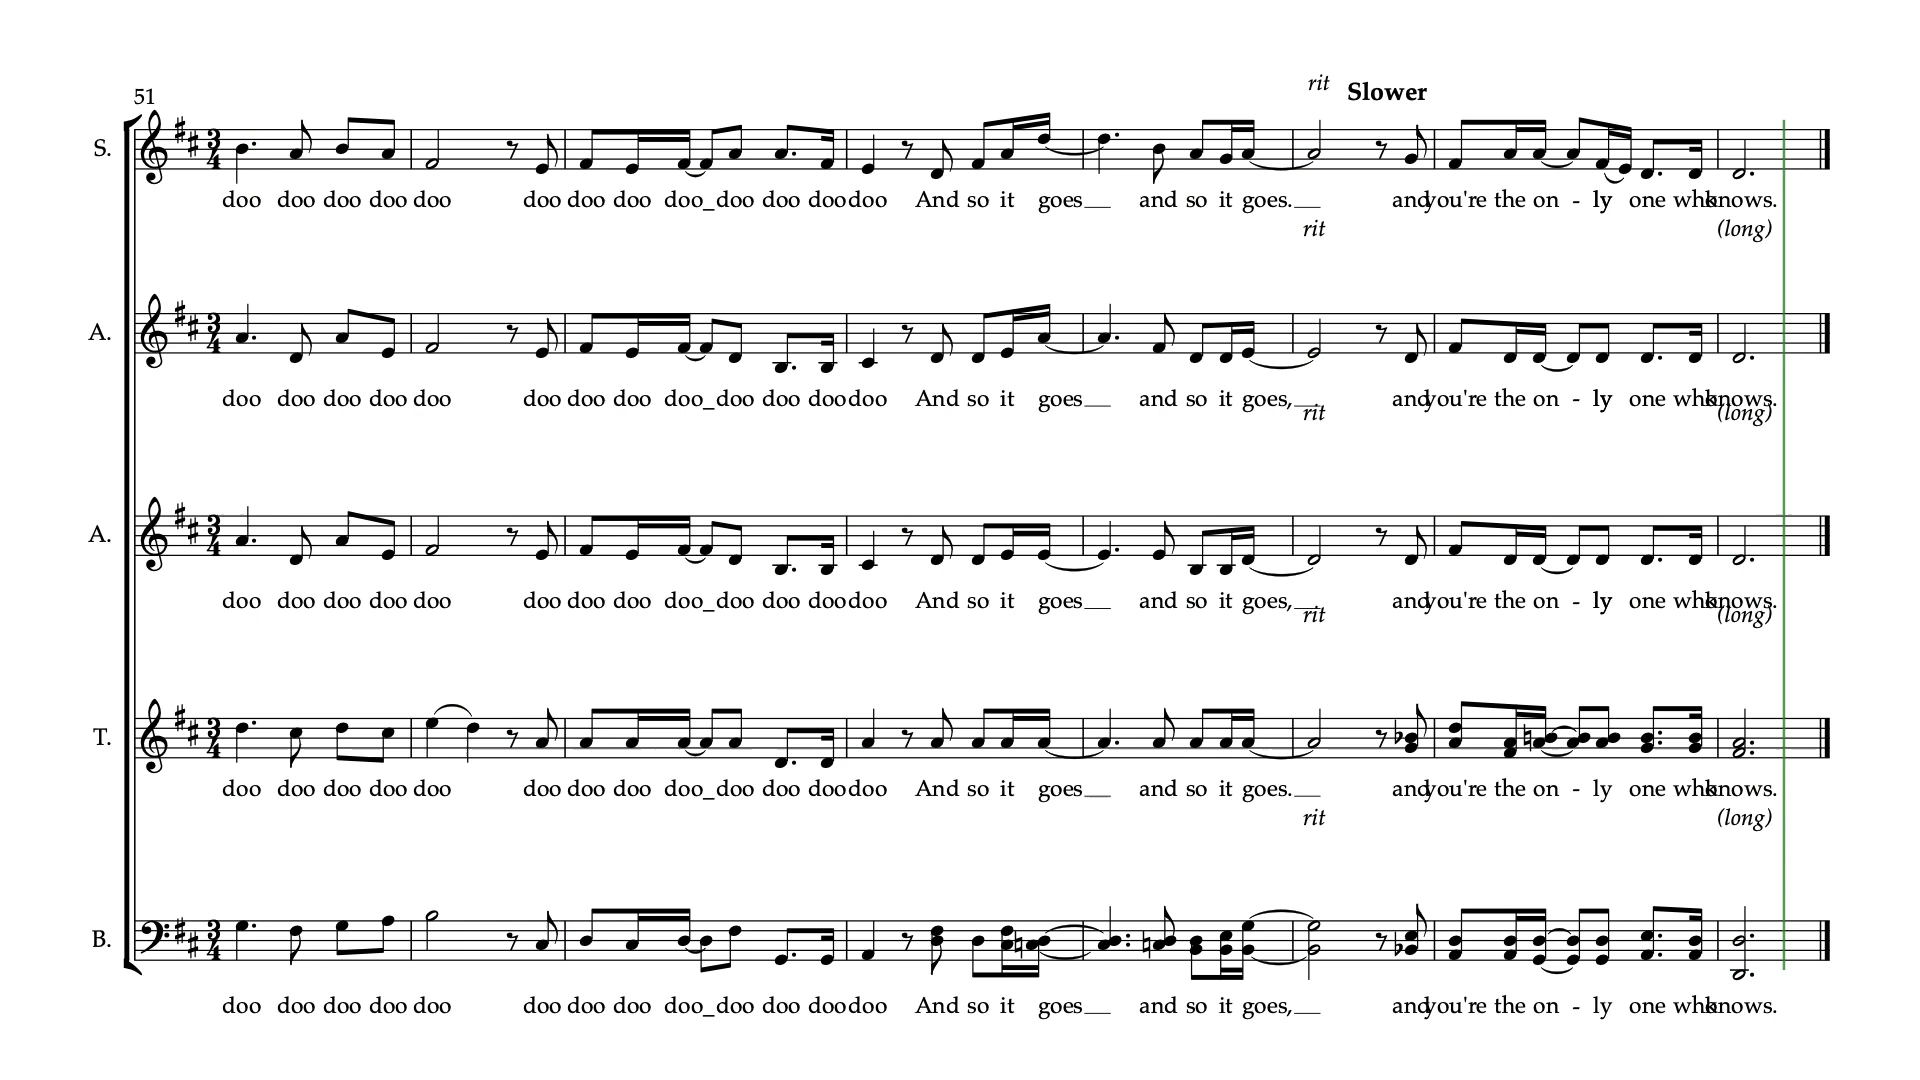 rit Slower
51
S.
doo doo doo doo doo doo doo doo doo_doo doo doo doo And so it goes__ and so it goes.__ and you're the on - ly one who knows.
rit (long)
A.
doo doo doo doo doo doo doo doo doo_doo doo doo doo And so it goes__ and so it goes,__ and you're the on - ly one who knows.
rit (long)
A.
doo doo doo doo doo doo doo doo doo_doo doo doo doo And so it goes__ and so it goes,__ and you're the on - ly one who knows.
rit (long)
T.
doo doo doo doo doo doo doo doo doo_doo doo doo doo And so it goes__ and so it goes.__ and you're the on - ly one who knows.
rit (long)
B.
doo doo doo doo doo doo doo doo doo_doo doo doo doo And so it goes__ and so it goes,__ and you're the on - ly one who knows.